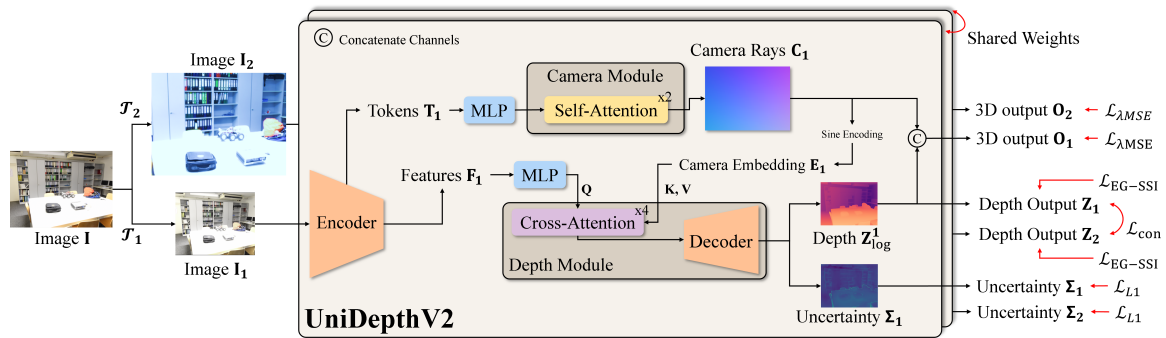 Ⓒ Concatenate Channels
Shared Weights
Image I₂
Camera Rays C₁
Camera Module
𝒯₂
Tokens T₁
MLP
Self-Attention
x2
3D output O₂
ℒλMSE
Sine Encoding
Ⓒ
3D output O₁
ℒλMSE
Camera Embedding E₁
Features F₁
MLP
Q
K, V
ℒEG−SSI
Encoder
Cross-Attention
x4
Decoder
Depth Output Z₁
Image I
𝒯₁
Depth Z¹log
Depth Output Z₂
ℒcon
Image I₁
Depth Module
ℒEG−SSI
Uncertainty Σ₁
ℒL1
UniDepthV2
Uncertainty Σ₁
Uncertainty Σ₂
ℒL1